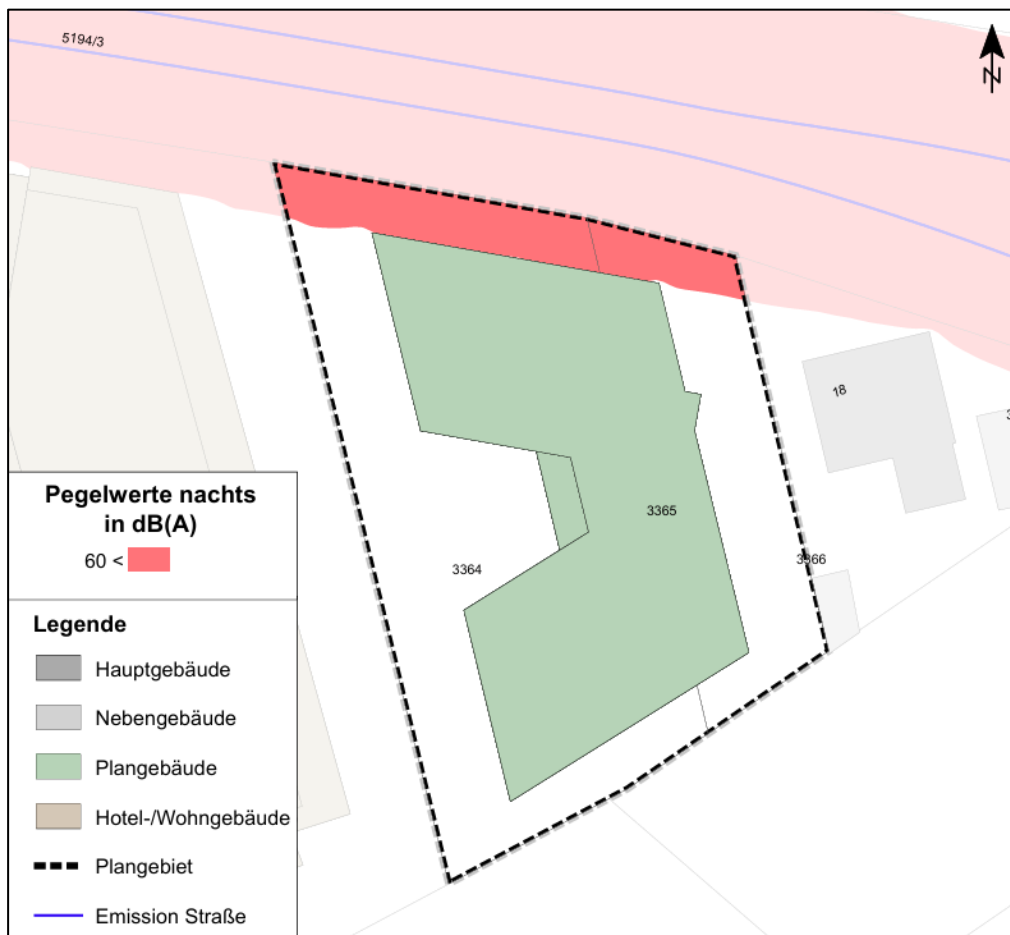 5194/3
N
18
3365
3364
3366
Pegelwerte nachts
in dB(A)
60 <
Legende
Hauptgebäude
Nebengebäude
Plangebäude
Hotel-/Wohngebäude
Plangebiet
Emission Straße